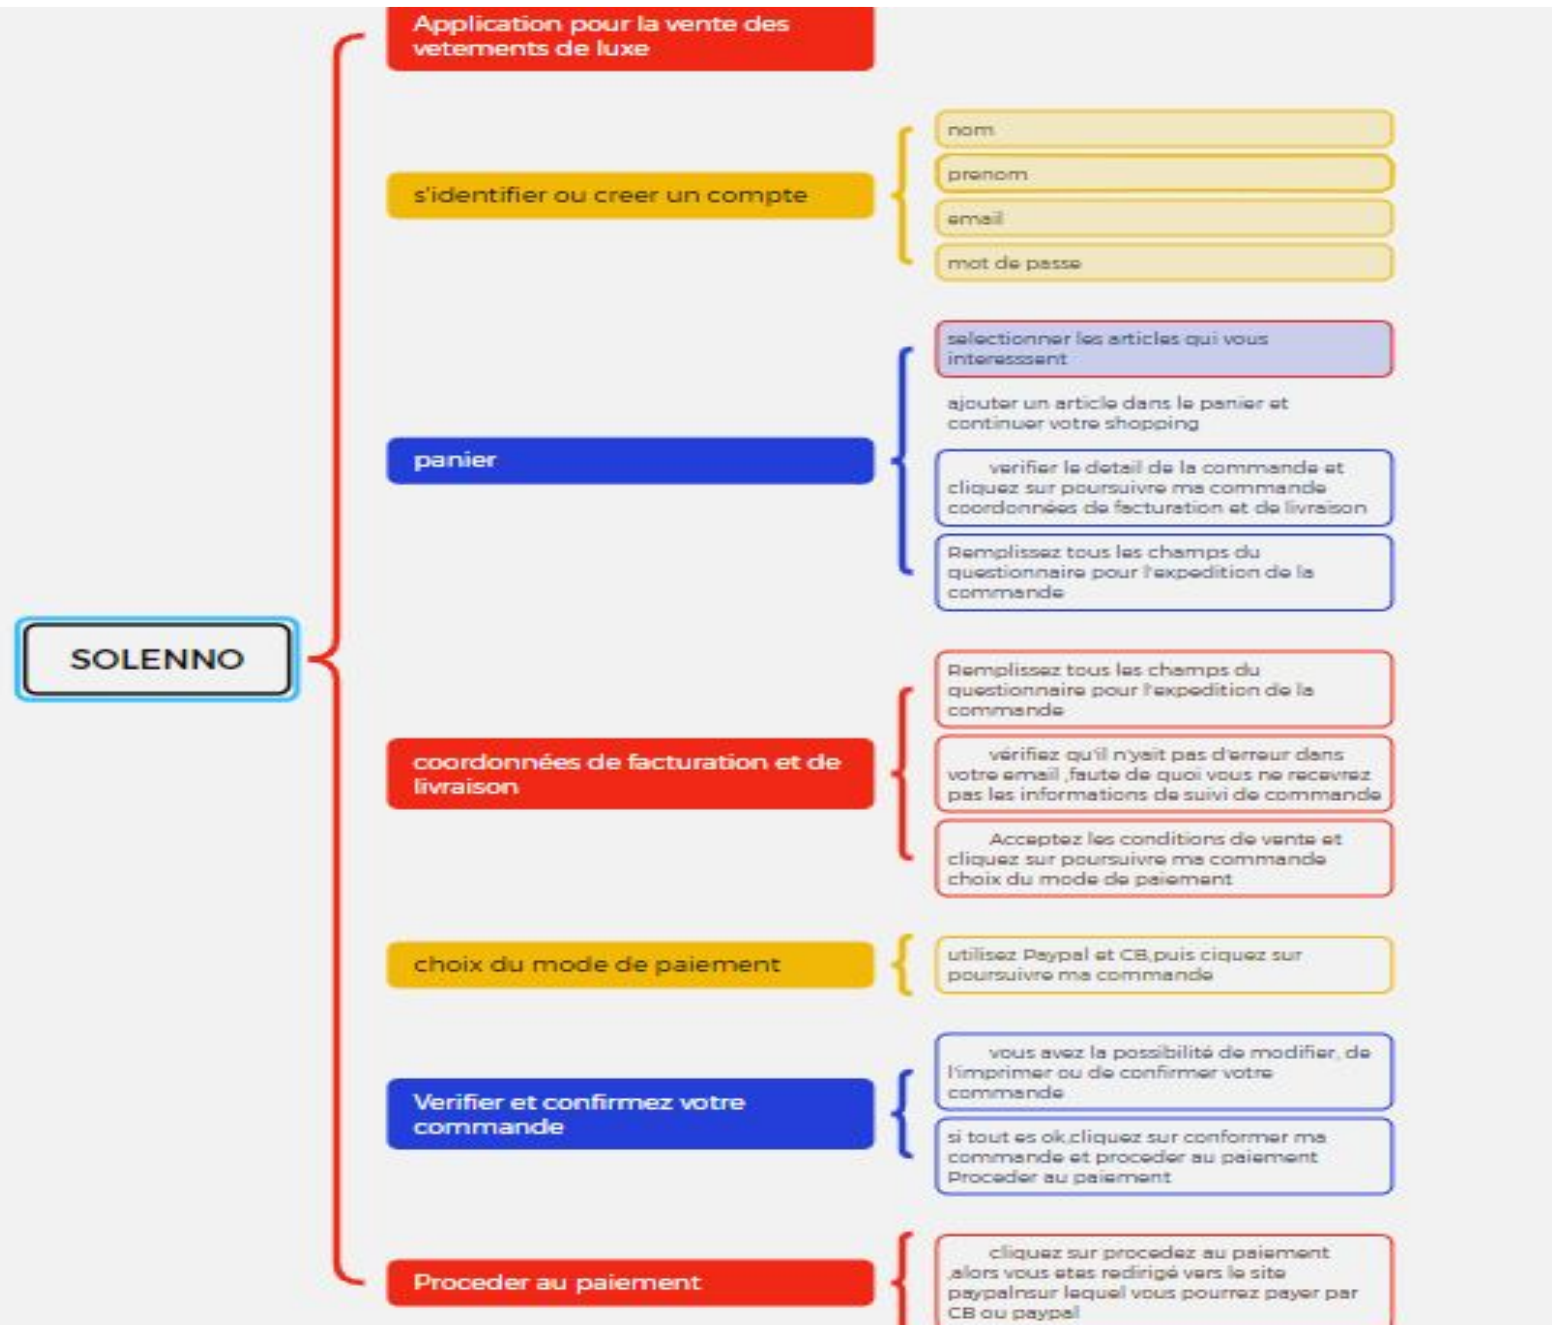 Application pour la vente des
vetements de luxe
s'identifier ou creer un compte
nom
prenom
email
mot de passe
panier
selectionner les articles qui vous
interesssent
ajouter un article dans le panier et
continuer votre shopping
verifier le detail de la commande et
cliquez sur poursuivre ma commande
coordonnées de facturation et de livraison
Remplissez tous les champs du
questionnaire pour l'expedition de la
commande
SOLENNO
coordonnées de facturation et de
livraison
Remplissez tous les champs du
questionnaire pour l'expedition de la
commande
vérifiez qu'il n'yait pas d'erreur dans
votre email ,faute de quoi vous ne recevrez
pas les informations de suivi de commande
Acceptez les conditions de vente et
cliquez sur poursuivre ma commande
choix du mode de paiement
choix du mode de paiement
utilisez Paypal et CB,puis ciquez sur
poursuivre ma commande
Verifier et confirmez votre
commande
vous avez la possibilité de modifier, de
l'imprimer ou de confirmer votre
commande
si tout es ok,cliquez sur conformer ma
commande et proceder au paiement
Proceder au paiement
Proceder au paiement
cliquez sur procedez au paiement
,alors vous etes redirigé vers le site
paypalnsur lequel vous pourrez payer par
CB ou paypal